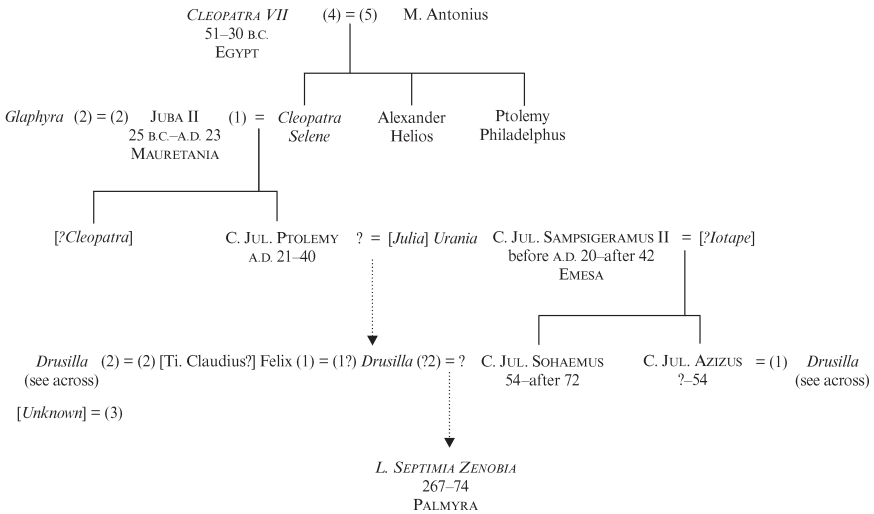 CLEOPATRA VII (4) = (5) M. Antonius
51–30 B.C.
EGYPT
Glaphyra (2) = (2) JUBA II (1) = Cleopatra Alexander Ptolemy
25 B.C.–A.D. 23 Selene Helios Philadelphus
MAURETANIA
[?Cleopatra] C. JUL. PTOLEMY ? = [Julia] Urania C. JUL. SAMPSIGERAMUS II = [?Iotape]
A.D. 21–40 before A.D. 20–after 42
EMESA
Drusilla (2) = (2) [Ti. Claudius?] Felix (1) = (1?) Drusilla (?2) = ? C. JUL. SOHAEMUS C. JUL. AZIZUS = (1) Drusilla
(see across) 54–after 72 ?–54 (see across)
[Unknown] = (3)
L. SEPTIMIA ZENOBIA
267–74
PALMYRA